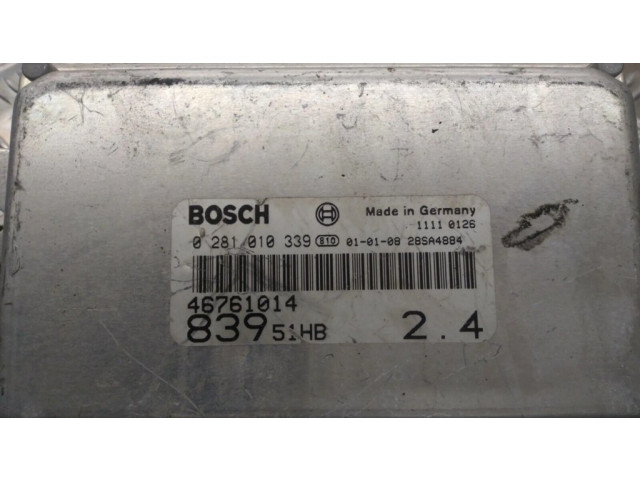 BOSCH Made in Germany
1111 0126
0 281 010 339 810 01-01-08 28SA4884
46761014
839 51HB 2.4